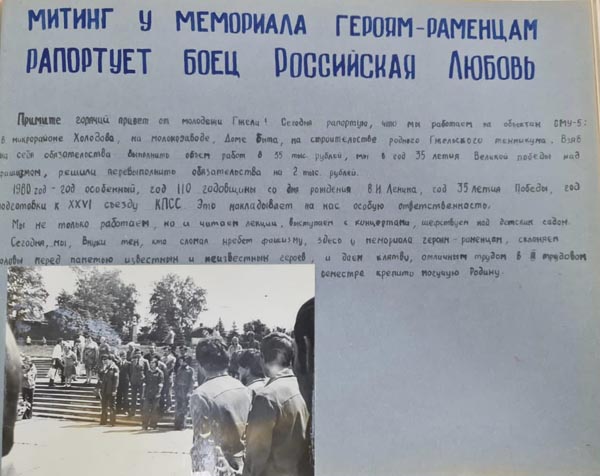 МИТИНГ У МЕМОРИАЛА ГЕРОЯМ-РАМЕНЦАМ
РАПОРТУЕТ БОЕЦ РОССИЙСКАЯ ЛЮБОВЬ
Примите горячий привет от молодежи Гжели! Сегодня рапортую, что мы работаем на объектах СМУ-5:
в микрорайоне Холодова, на молокозаводе, Доме быта, на строительстве родного Гжельского техникума. Взяв
на себя обязательства выполнить объем работ в 55 тыс. рублей, мы в год 35 летия Великой победы над
фашизмом, решили перевыполнить обязательства на 2 тыс. рублей.
1980 год - год особенный, год 110 годовщины со дня рождения В.И. Ленина, год 35 летия Победы, год
подготовки к XXVI съезду КПСС. Это накладывает на нас особую ответственность.
Мы не только работаем, но и читаем лекции, выступаем с концертами, шефствуем над детским садом.
Сегодня, мы, внуки тех, кто сломал хребет фашизму, здесь у мемориала героям-раменцам, склоняем
головы перед памятью известных и неизвестных героев и даем клятву, отличным трудом в III трудовом
семестре крепить могучую Родину.